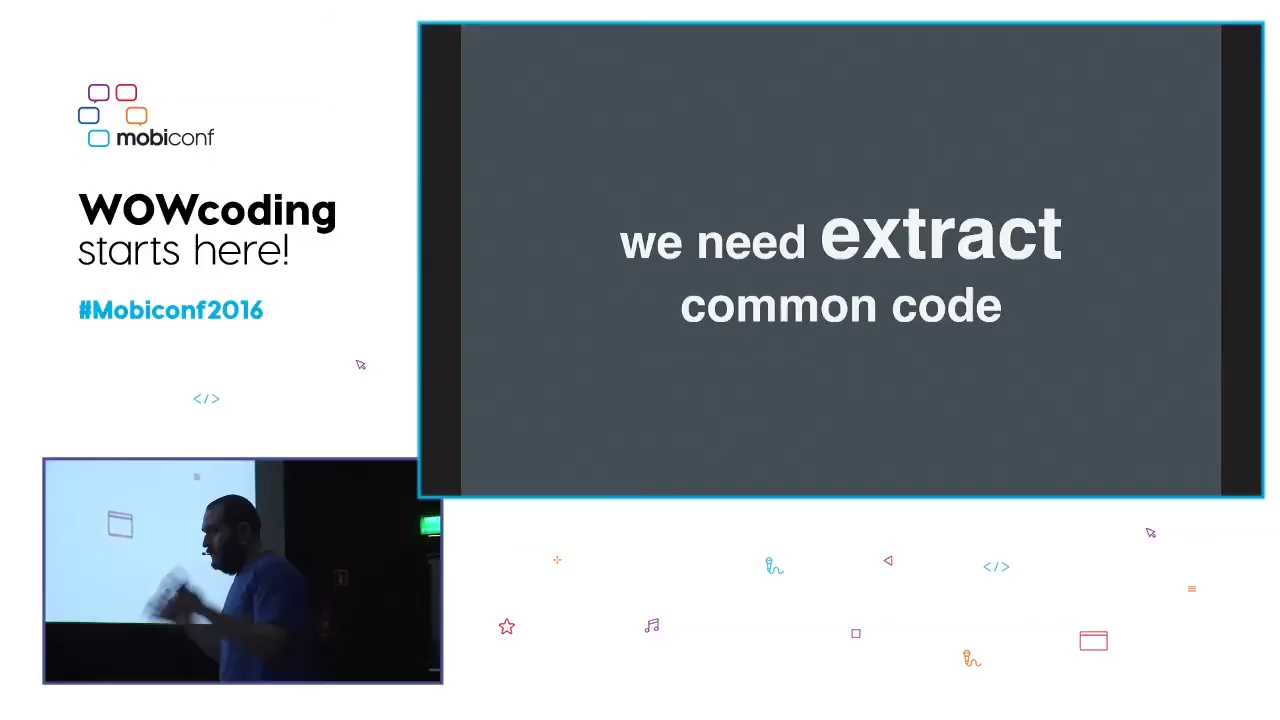 mobiconf
WOWcoding
starts here!
#Mobiconf2016
</>
we need extract
common code
</>